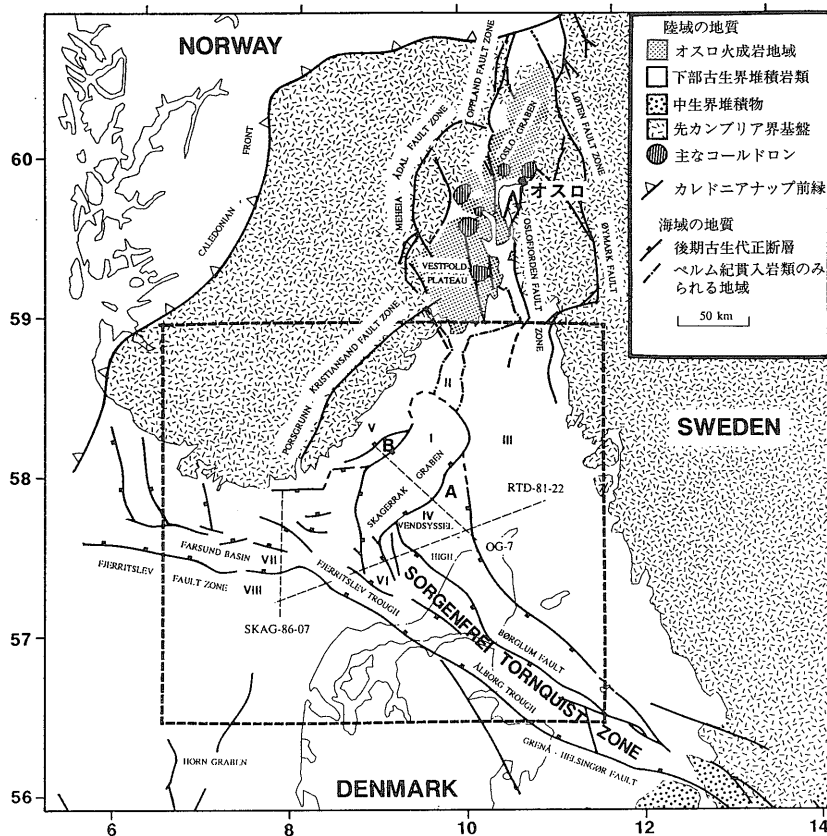 NORWAY
SWEDEN
DENMARK
陸域の地質
オスロ火成岩地域
下部古生界堆積岩類
中生界堆積物
先カンブリア界基盤
主なコールドロン
カレドニアナップ前縁
海域の地質
後期古生代正断層
ペルム紀貫入岩類のみ
られる地域
50 km
CALEDONIAN
FRONT
MEHEIA - ÅDAL FAULT ZONE
OPPLAND FAULT ZONE
OSLO GRABEN
LØTEN FAULT ZONE
オスロ
OSLOFJORDEN FAULT
ZONE
ØYMARK FAULT
VESTFOLD
PLATEAU
PORSGRUNN
KRISTIANSAND FAULT ZONE
II
V
B
I
III
SKAGERRAK
GRABEN
A
RTD-81-22
IV
VENDSYSSEL
HIGH
OG-7
FARSUND BASIN
VII
VI
FJERRITSLEV
FAULT ZONE
VIII
FJERRITSLEV TROUGH
SKAG-86-07
SORGENFREI TORNQUIST ZONE
BØRGLUM FAULT
ÅLBORG TROUGH
GRENÅ - HELSINGØR FAULT
HORN GRABEN
60
59
58
57
56
6
8
10
12
14